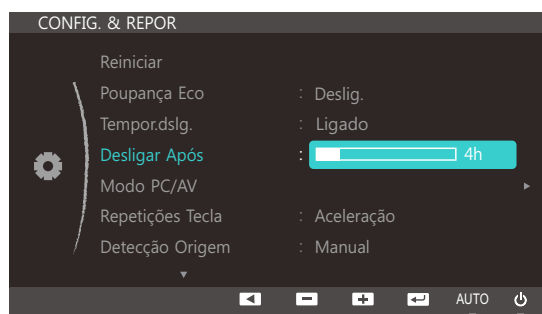 CONFIG. & REPOR
Reiniciar
Poupança Eco : Deslig.
Tempor.dslg. : Ligado
Desligar Após : 4h
Modo PC/AV
Repetições Tecla : Aceleração
Detecção Origem : Manual
AUTO